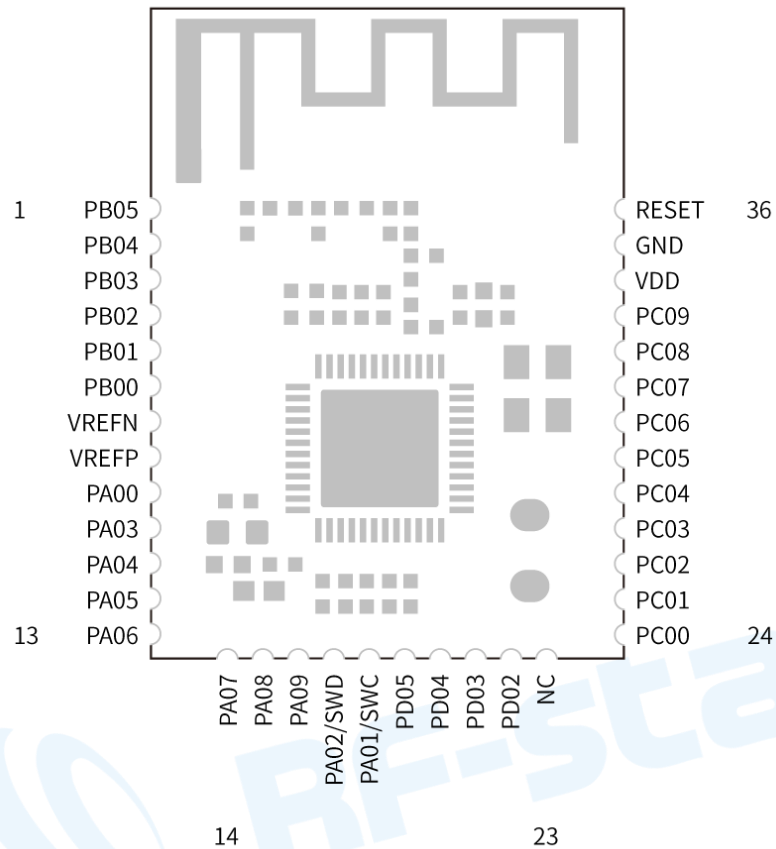 1 PB05
PB04
PB03
PB02
PB01
PB00
VREFN
VREFP
PA00
PA03
PA04
PA05
13 PA06
PA07
PA08
PA09
PA02/SWD
PA01/SWC
PD05
PD04
PD03
PD02
NC
14 23
RESET 36
GND
VDD
PC09
PC08
PC07
PC06
PC05
PC04
PC03
PC02
PC01
PC00 24
RF-sta